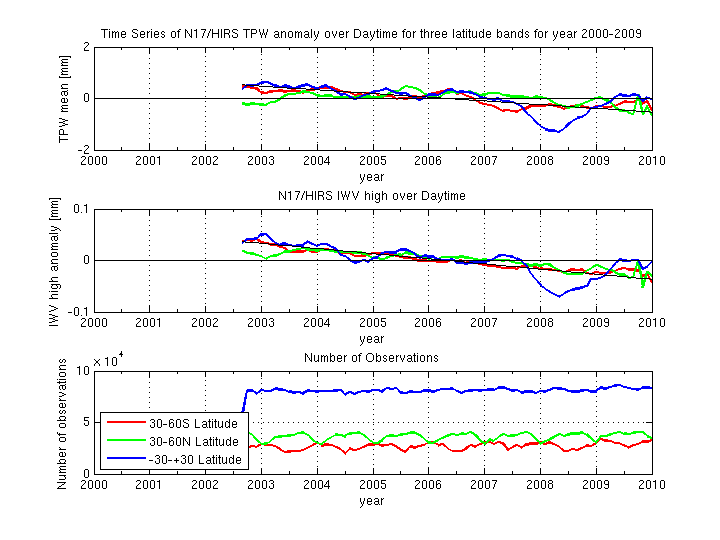 Time Series of N17/HIRS TPW anomaly over Daytime for three latitude bands for year 2000-2009
TPW mean [mm]
2
0
-2
2000 2001 2002 2003 2004 2005 2006 2007 2008 2009 2010
year
N17/HIRS IWV high over Daytime
IWV high anomaly [mm]
0.1
0
-0.1
2000 2001 2002 2003 2004 2005 2006 2007 2008 2009 2010
year
Number of Observations
Number of observations
× 10^4
10
5
0
30-60S Latitude
30-60N Latitude
-30-+30 Latitude
2000 2001 2002 2003 2004 2005 2006 2007 2008 2009 2010
year